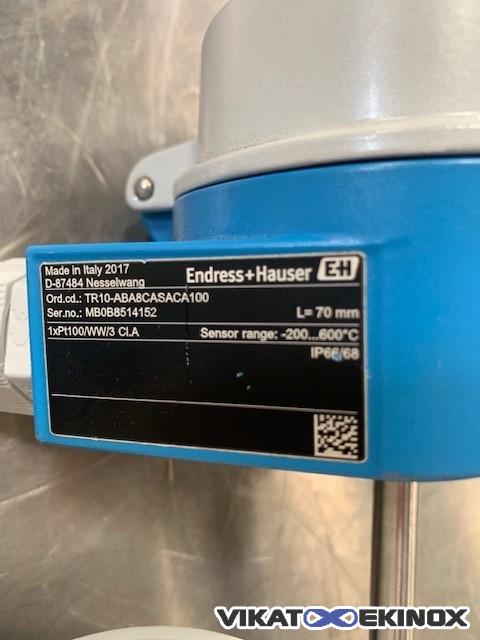 Made in Italy 2017
D-87484 Nesselwang
Endress+Hauser EH
Ord.cd.: TR10-ABA8CASACA100
Ser.no.: MB0B8514152
L= 70 mm
1xPt100/WW/3 CLA
Sensor range: -200...600°C
IP66/68
VIKAT EKINOX